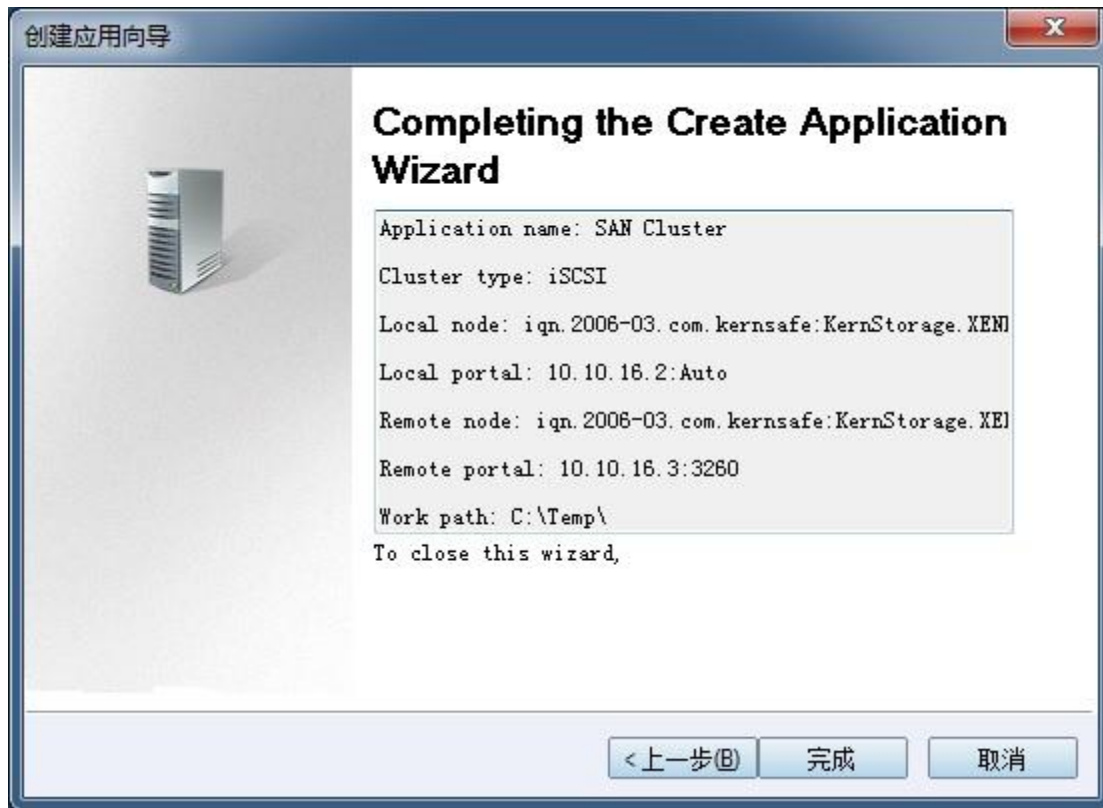 创建应用向导
Completing the Create Application
Wizard
Application name: SAN Cluster
Cluster type: iSCSI
Local node: iqn.2006-03.com.kernsafe:KernStorage.XEN
Local portal: 10.10.16.2:Auto
Remote node: iqn.2006-03.com.kernsafe:KernStorage.XE
Remote portal: 10.10.16.3:3260
Work path: C:\Temp\
To close this wizard,
<上一步(B)
完成
取消